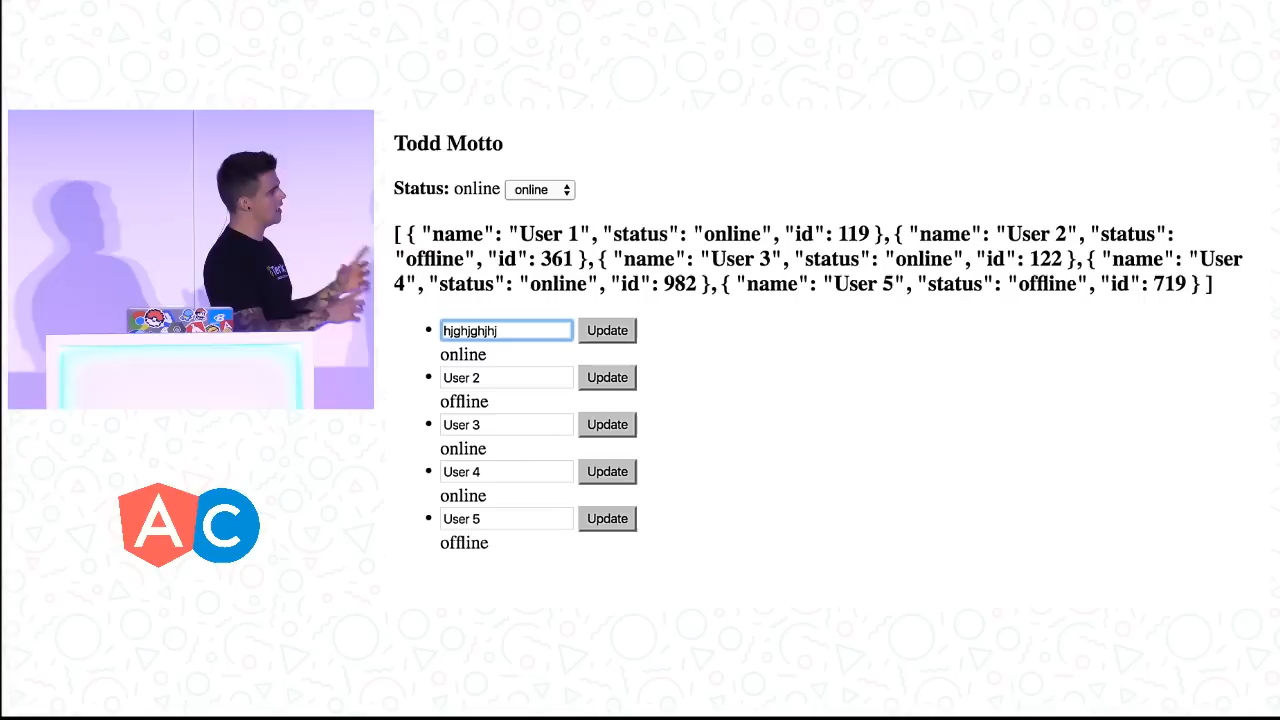 Todd Motto
Status: online online
[ { "name": "User 1", "status": "online", "id": 119 }, { "name": "User 2", "status":
"offline", "id": 361 }, { "name": "User 3", "status": "online", "id": 122 }, { "name": "User
4", "status": "online", "id": 982 }, { "name": "User 5", "status": "offline", "id": 719 } ]
hjghjghjhj Update
online
User 2 Update
offline
User 3 Update
online
User 4 Update
online
User 5 Update
offline
A C